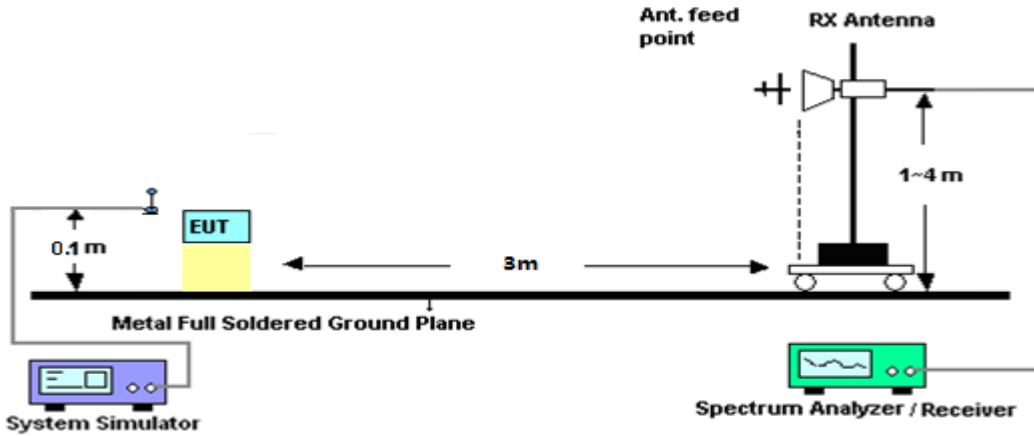 Ant. feed
point
RX Antenna
1~4 m
EUT
0.1 m
3m
Metal Full Soldered Ground Plane
System Simulator
Spectrum Analyzer / Receiver